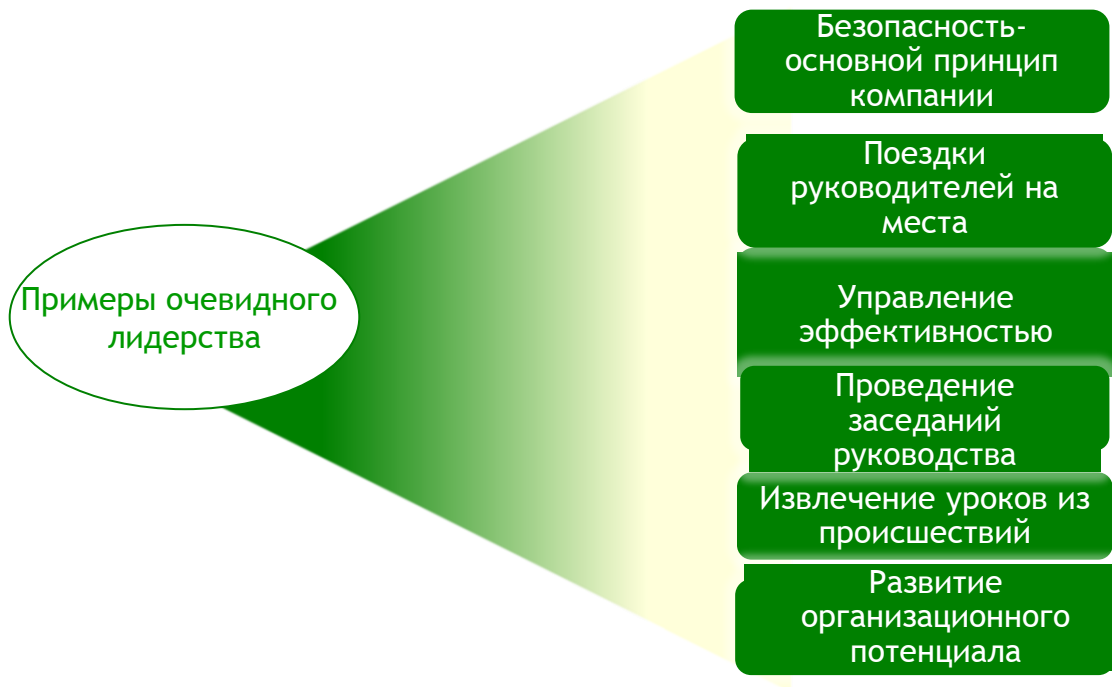 Безопасность-
основной принцип
компании
Поездки
руководителей на
места
Примеры очевидного
лидерства
Управление
эффективностью
Проведение
заседаний
руководства
Извлечение уроков из
происшествий
Развитие
организационного
потенциала